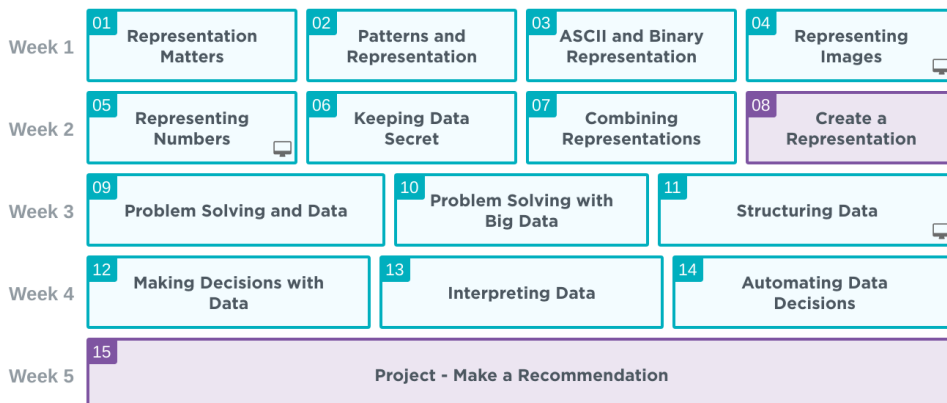 Week 1
01
Representation
Matters
02
Patterns and
Representation
03
ASCII and Binary
Representation
04
Representing
Images
Week 2
05
Representing
Numbers
06
Keeping Data
Secret
07
Combining
Representations
08
Create a
Representation
Week 3
09
Problem Solving and Data
10
Problem Solving with
Big Data
11
Structuring Data
Week 4
12
Making Decisions with
Data
13
Interpreting Data
14
Automating Data
Decisions
Week 5
15
Project - Make a Recommendation